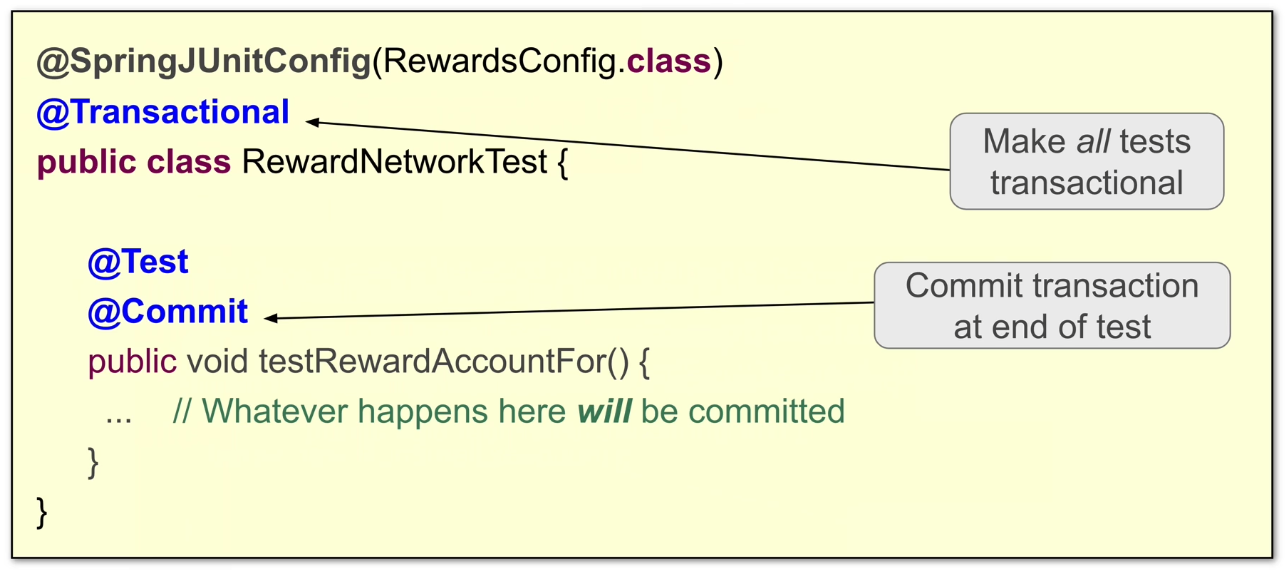 @SpringJUnitConfig(RewardsConfig.class)
@Transactional
public class RewardNetworkTest {
Make all tests
transactional
@Test
@Commit
Commit transaction
at end of test
public void testRewardAccountFor() {
... // Whatever happens here will be committed
}
}